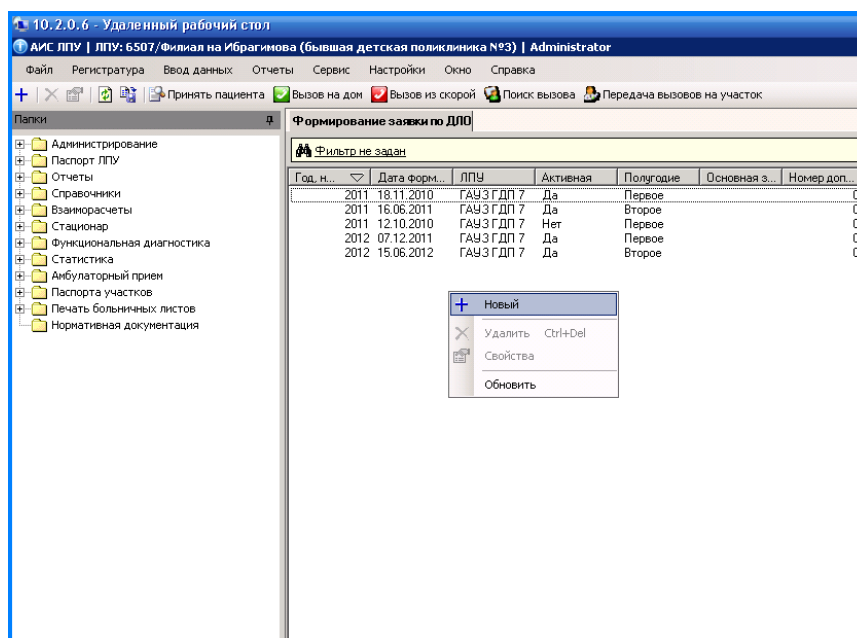 10.2.0.6 - Удаленный рабочий стол
АИС ЛПУ | ЛПУ: 6507/Филиал на Ибрагимова (бывшая детская поликлиника №3) | Administrator
Файл Регистратура Ввод данных Отчеты Сервис Настройки Окно Справка
Принять пациента Вызов на дом Вызов из скорой Поиск вызова Передача вызовов на участок
Папки
Администрирование
Паспорт ЛПУ
Отчеты
Справочники
Взаиморасчеты
Стационар
Функциональная диагностика
Статистика
Амбулаторный прием
Паспорта участков
Печать больничных листов
Нормативная документация
Формирование заявки по ДЛО
Фильтр не задан
Год, н... Дата форм... ЛПУ Активная Полугодие Основная з... Номер доп...
2011 18.11.2010 ГАУЗ ГДП 7 Да Первое 0
2011 16.06.2011 ГАУЗ ГДП 7 Да Второе 0
2011 12.10.2010 ГАУЗ ГДП 7 Нет Первое 0
2012 07.12.2011 ГАУЗ ГДП 7 Да Первое 0
2012 15.06.2012 ГАУЗ ГДП 7 Да Второе 0
Новый
Удалить Ctrl+Del
Свойства
Обновить